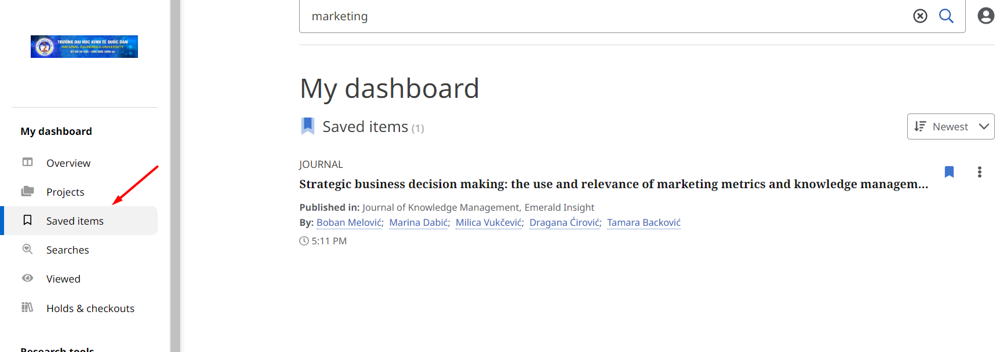 marketing
TRƯỜNG ĐẠI HỌC KINH TẾ QUỐC DÂN
NATIONAL ECONOMICS UNIVERSITY
My dashboard
Overview
Projects
Saved items
Searches
Viewed
Holds & checkouts
Research tools
My dashboard
Saved items (1)
Newest
JOURNAL
Strategic business decision making: the use and relevance of marketing metrics and knowledge managem...
Published in: Journal of Knowledge Management, Emerald Insight
By: Boban Melović; Marina Dabić; Milica Vukčević; Dragana Ćirović; Tamara Backović
5:11 PM